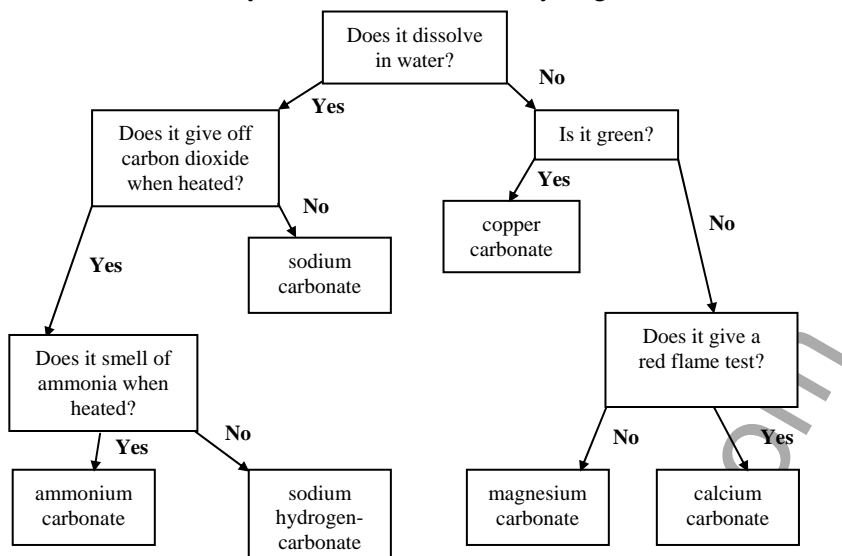 Does it dissolve
in water?
Yes
No
Does it give off
carbon dioxide
when heated?
Is it green?
Yes
No
No
copper
carbonate
sodium
carbonate
Yes
Does it smell of
ammonia when
heated?
Does it give a
red flame test?
Yes
No
No
Yes
ammonium
carbonate
sodium
hydrogen-
carbonate
magnesium
carbonate
calcium
carbonate